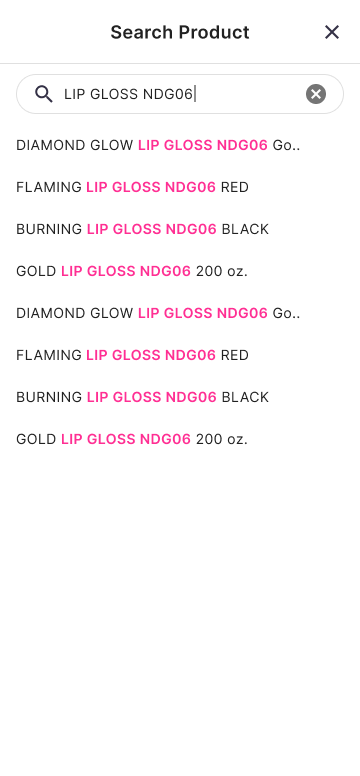 Search Product
LIP GLOSS NDG06
DIAMOND GLOW LIP GLOSS NDG06 Go..
FLAMING LIP GLOSS NDG06 RED
BURNING LIP GLOSS NDG06 BLACK
GOLD LIP GLOSS NDG06 200 oz.
DIAMOND GLOW LIP GLOSS NDG06 Go..
FLAMING LIP GLOSS NDG06 RED
BURNING LIP GLOSS NDG06 BLACK
GOLD LIP GLOSS NDG06 200 oz.